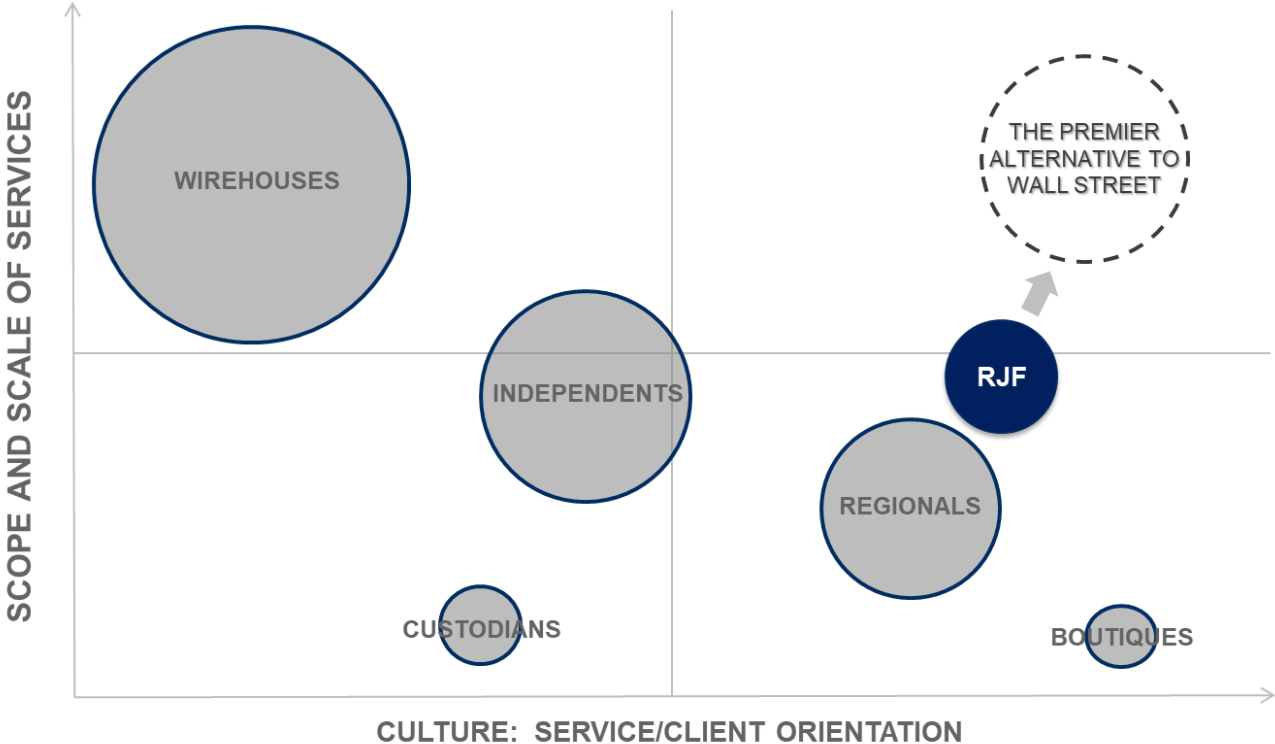 SCOPE AND SCALE OF SERVICES
WIREHOUSES
THE PREMIER
ALTERNATIVE TO
WALL STREET
INDEPENDENTS
RJF
REGIONALS
CUSTODIANS
BOUTIQUES
CULTURE:  SERVICE/CLIENT ORIENTATION